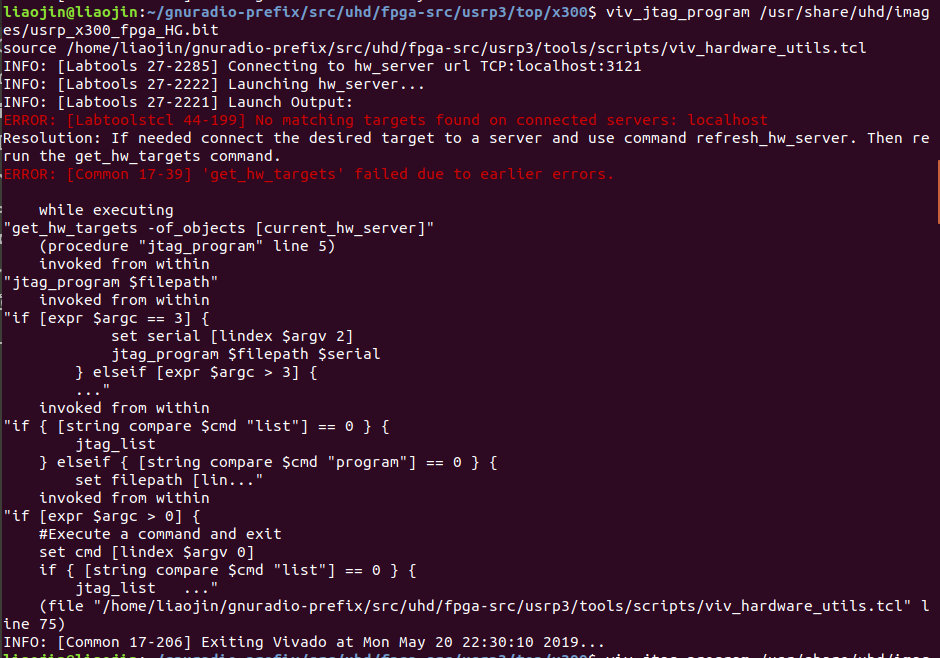 liaojin@liaojin:~/gnuradio-prefix/src/uhd/fpga-src/usrp3/top/x300$ viv_jtag_program /usr/share/uhd/imag
es/usrp_x300_fpga_HG.bit
source /home/liaojin/gnuradio-prefix/src/uhd/fpga-src/usrp3/tools/scripts/viv_hardware_utils.tcl
INFO: [Labtools 27-2285] Connecting to hw_server url TCP:localhost:3121
INFO: [Labtools 27-2222] Launching hw_server...
INFO: [Labtools 27-2221] Launch Output:
ERROR: [Labtoolstcl 44-199] No matching targets found on connected servers: localhost
Resolution: If needed connect the desired target to a server and use command refresh_hw_server. Then re
run the get_hw_targets command.
ERROR: [Common 17-39] 'get_hw_targets' failed due to earlier errors.
    while executing
"get_hw_targets -of_objects [current_hw_server]"
    (procedure "jtag_program" line 5)
    invoked from within
"jtag_program $filepath"
    invoked from within
"if [expr $argc == 3] {
            set serial [lindex $argv 2]
            jtag_program $filepath $serial
        } elseif [expr $argc > 3] {
        ..."
    invoked from within
"if { [string compare $cmd "list"] == 0 } {
        jtag_list
    } elseif { [string compare $cmd "program"] == 0 } {
        set filepath [lin..."
    invoked from within
"if [expr $argc > 0] {
    #Execute a command and exit
    set cmd [lindex $argv 0]
    if { [string compare $cmd "list"] == 0 } {
        jtag_list   ..."
    (file "/home/liaojin/gnuradio-prefix/src/uhd/fpga-src/usrp3/tools/scripts/viv_hardware_utils.tcl" l
ine 75)
INFO: [Common 17-206] Exiting Vivado at Mon May 20 22:30:10 2019...